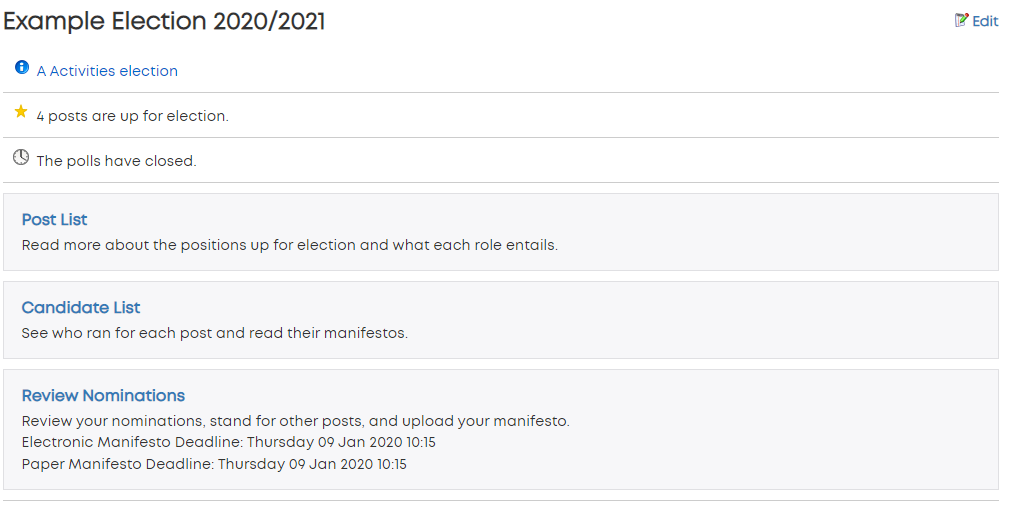 Example Election 2020/2021
Edit
A Activities election
4 posts are up for election.
The polls have closed.
Post List
Read more about the positions up for election and what each role entails.
Candidate List
See who ran for each post and read their manifestos.
Review Nominations
Review your nominations, stand for other posts, and upload your manifesto.
Electronic Manifesto Deadline: Thursday 09 Jan 2020 10:15
Paper Manifesto Deadline: Thursday 09 Jan 2020 10:15